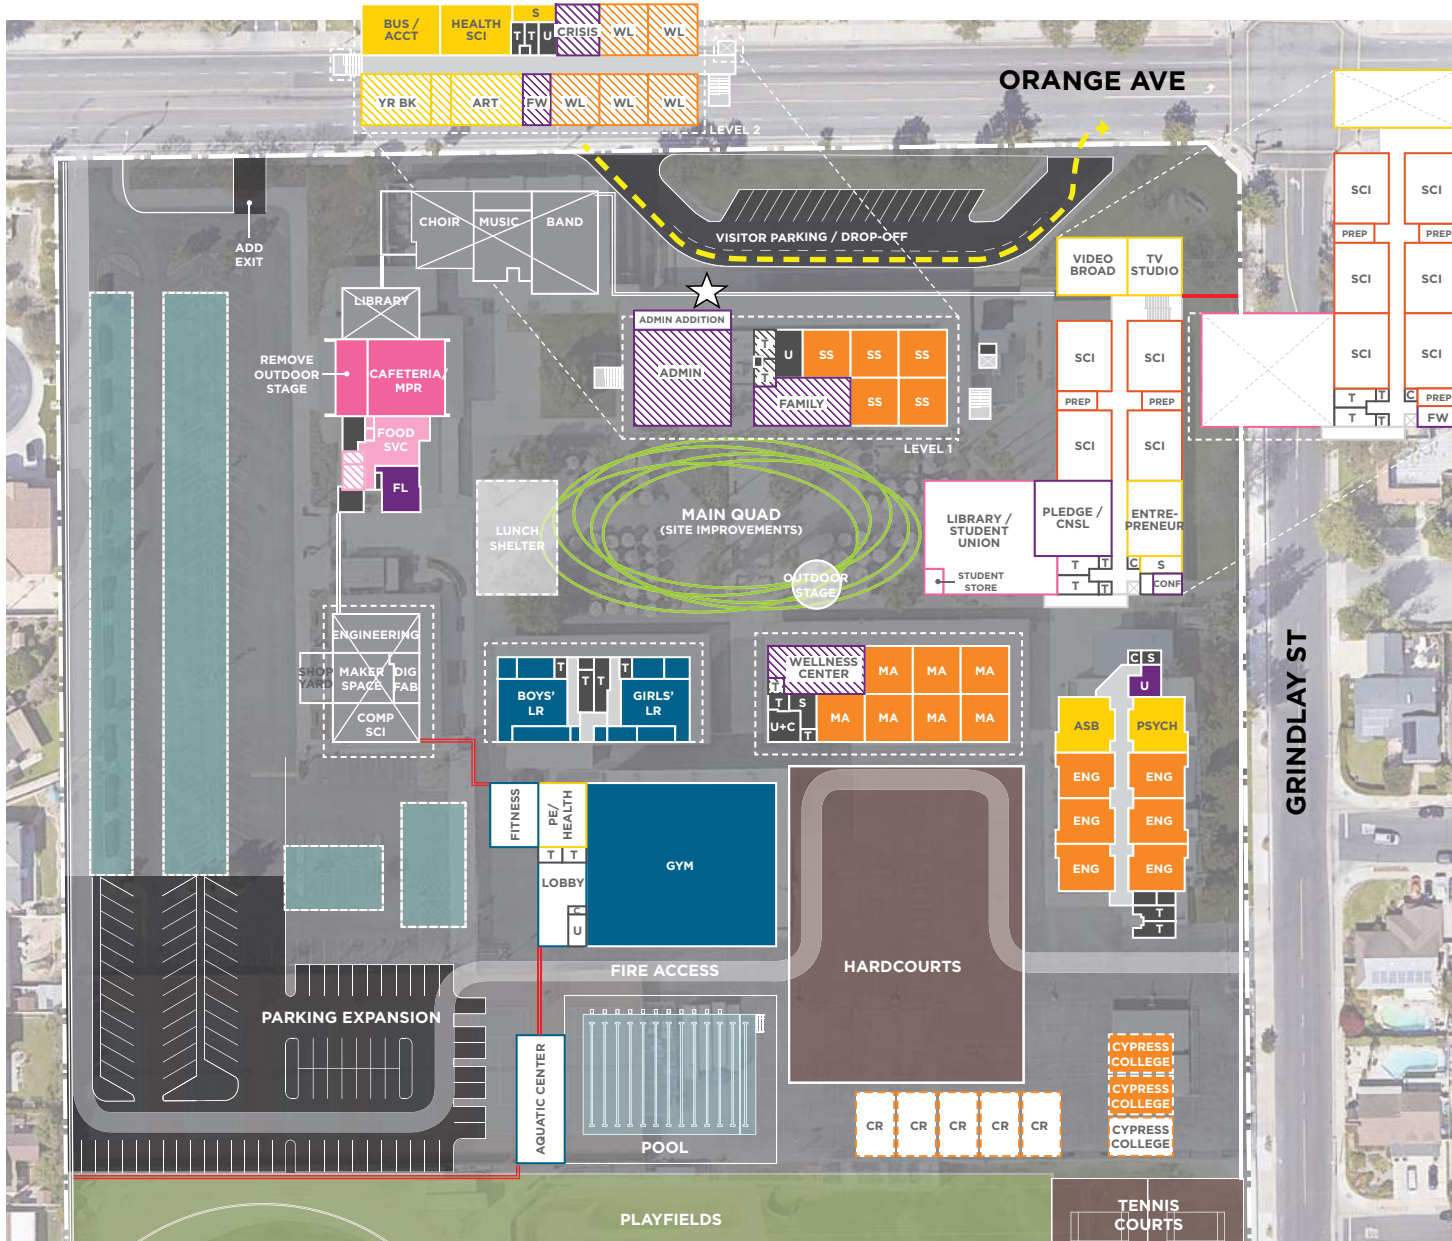 BUS /
ACCT
HEALTH
SCI
S
T
T
U
CRISIS
WL
WL
YR BK
ART
FW
WL
WL
WL
LEVEL 2
ORANGE AVE
SCI
SCI
PREP
PREP
SCI
SCI
SCI
SCI
T
T
C
PREP
T
T
FW
ADD
EXIT
CHOIR
MUSIC
BAND
VISITOR PARKING / DROP-OFF
VIDEO
BROAD
TV
STUDIO
LIBRARY
REMOVE
OUTDOOR
STAGE
CAFETERIA/
MPR
FOOD
SVC
FL
ADMIN ADDITION
ADMIN
T
T
U
SS
SS
SS
FAMILY
SS
SS
LEVEL 1
SCI
SCI
PREP
PREP
SCI
SCI
LUNCH
SHELTER
MAIN QUAD
(SITE IMPROVEMENTS)
OUTDOOR
STAGE
LIBRARY /
STUDENT
UNION
PLEDGE /
CNSL
ENTRE-
PRENEUR
STUDENT
STORE
T
T
C
S
T
T
CONF
GRINDLAY ST
ENGINEERING
SHOP
YARD
MAKER
SPACE
DIG
FAB
COMP
SCI
T
T
T
T
BOYS'
LR
GIRLS'
LR
WELLNESS
CENTER
MA
MA
MA
T
T
S
U+C
T
MA
MA
MA
MA
C
S
U
ASB
PSYCH
ENG
ENG
ENG
ENG
ENG
ENG
T
T
FITNESS
PE/
HEALTH
T
T
LOBBY
C
U
GYM
FIRE ACCESS
HARDCOURTS
PARKING EXPANSION
AQUATIC CENTER
POOL
CR
CR
CR
CR
CR
CYPRESS
COLLEGE
CYPRESS
COLLEGE
CYPRESS
COLLEGE
PLAYFIELDS
TENNIS
COURTS